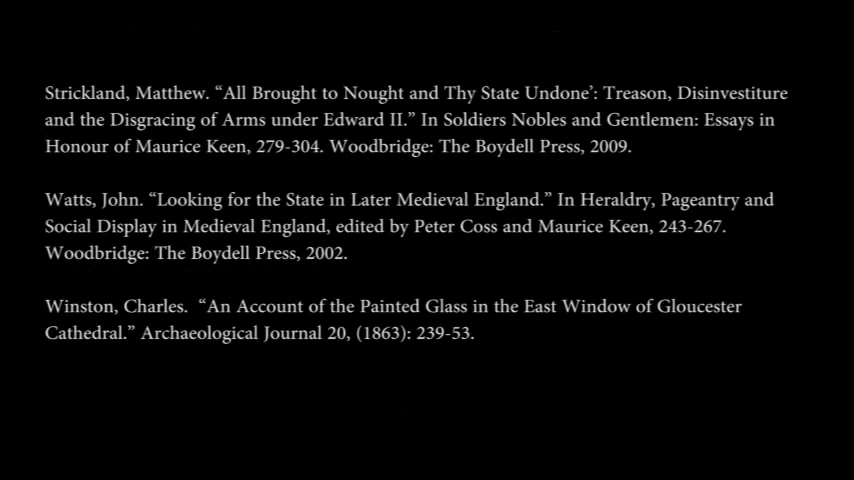 Strickland, Matthew. “All Brought to Nought and Thy State Undone’: Treason, Disinvestiture
and the Disgracing of Arms under Edward II.” In Soldiers Nobles and Gentlemen: Essays in
Honour of Maurice Keen, 279-304. Woodbridge: The Boydell Press, 2009.
Watts, John. “Looking for the State in Later Medieval England.” In Heraldry, Pageantry and
Social Display in Medieval England, edited by Peter Coss and Maurice Keen, 243-267.
Woodbridge: The Boydell Press, 2002.
Winston, Charles.  “An Account of the Painted Glass in the East Window of Gloucester
Cathedral.” Archaeological Journal 20, (1863): 239-53.